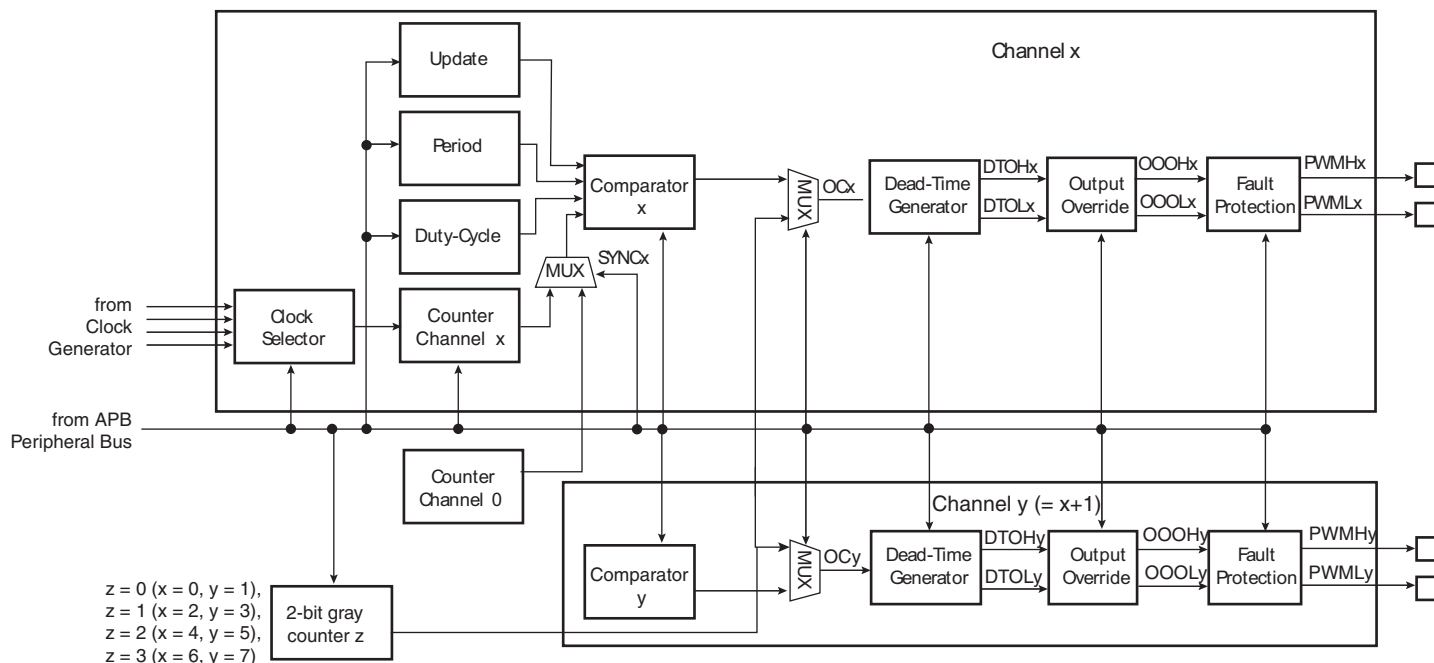 Channel x
Update
Period
Comparator
x
Duty-Cycle
MUX
SYNCx
MUX
OCx
Dead-Time
Generator
DTOHx
DTOLx
Output
Override
OOOHx
OOOLx
Fault
Protection
PWMHx
PWMLx
from
Clock
Generator
Clock
Selector
Counter
Channel x
from APB
Peripheral Bus
Counter
Channel 0
Channel y (= x+1)
Comparator
y
MUX
OCy
Dead-Time
Generator
DTOHy
DTOLy
Output
Override
OOOHy
OOOLy
Fault
Protection
PWMHy
PWMLy
z = 0 (x = 0, y = 1),
z = 1 (x = 2, y = 3),
z = 2 (x = 4, y = 5),
z = 3 (x = 6, y = 7)
2-bit gray
counter z